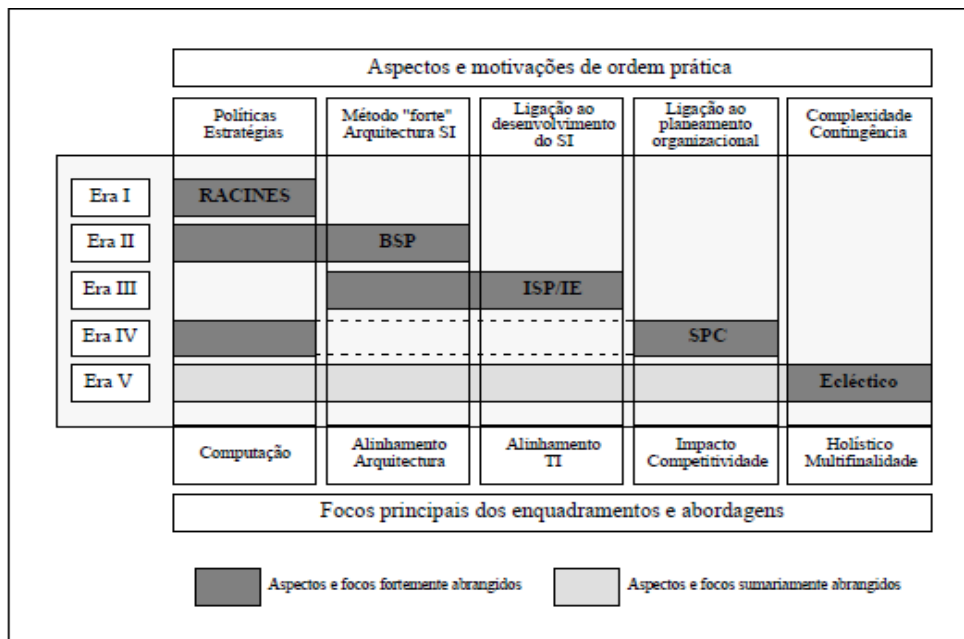 Aspectos e motivações de ordem prática
Políticas
Estratégias
Método "forte"
Arquitectura SI
Ligação ao
desenvolvimento
do SI
Ligação ao
planeamento
organizacional
Complexidade
Contingência
Era I
RACINES
Era II
BSP
Era III
ISP/IE
Era IV
SPC
Era V
Ecléctico
Computação
Alinhamento
Arquitectura
Alinhamento
TI
Impacto
Competitividade
Holístico
Multifinalidade
Focos principais dos enquadramentos e abordagens
Aspectos e focos fortemente abrangidos
Aspectos e focos sumariamente abrangidos